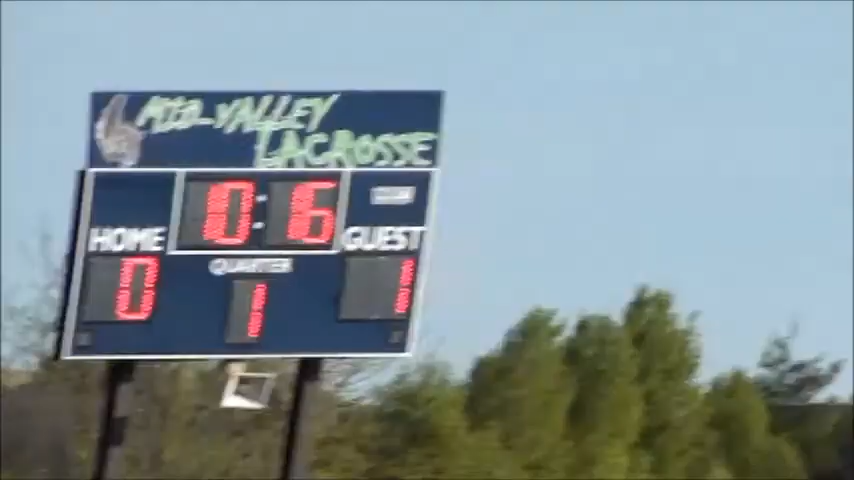 MID-VALLEY
LACROSSE
0:6
HOME
GUEST
QUARTER
0
1
1